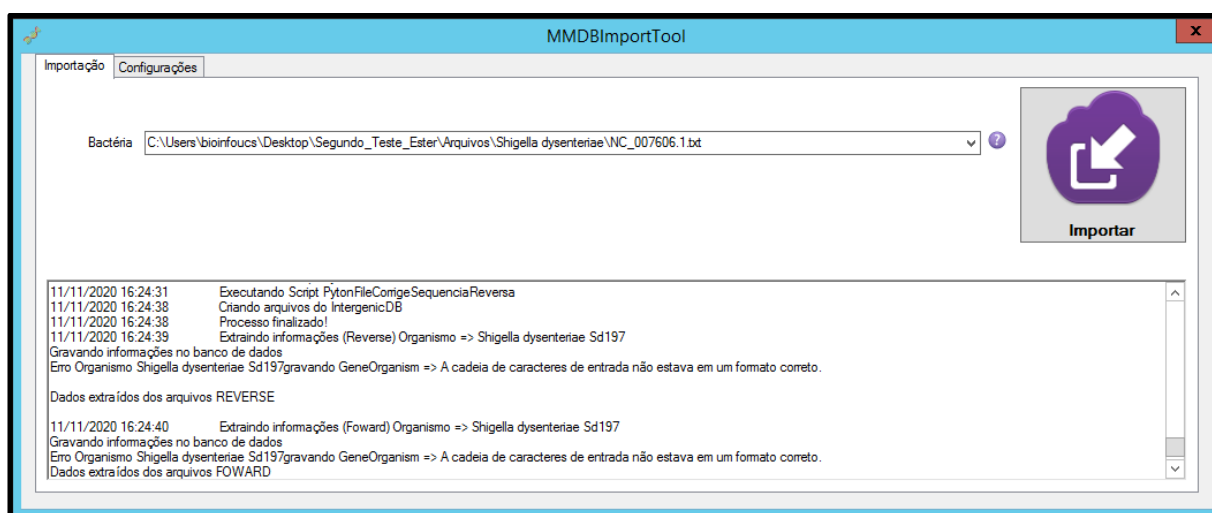 MMDBImportTool
x
Importação Configurações
Bactéria C:\Users\bioinfoucs\Desktop\Segundo_Teste_Ester\Arquivos\Shigella dysenteriae\NC_007606.1.txt ?
Importar
11/11/2020 16:24:31 Executando Script PytonFileCorrigeSequenciaReversa
11/11/2020 16:24:38 Criando arquivos do IntergenicDB
11/11/2020 16:24:38 Processo finalizado!
11/11/2020 16:24:39 Extraindo informações (Reverse) Organismo => Shigella dysenteriae Sd197
Gravando informações no banco de dados
Erro Organismo Shigella dysenteriae Sd197gravando GeneOrganism => A cadeia de caracteres de entrada não estava em um formato correto.
Dados extraídos dos arquivos REVERSE
11/11/2020 16:24:40 Extraindo informações (Foward) Organismo => Shigella dysenteriae Sd197
Gravando informações no banco de dados
Erro Organismo Shigella dysenteriae Sd197gravando GeneOrganism => A cadeia de caracteres de entrada não estava em um formato correto.
Dados extraídos dos arquivos FOWARD